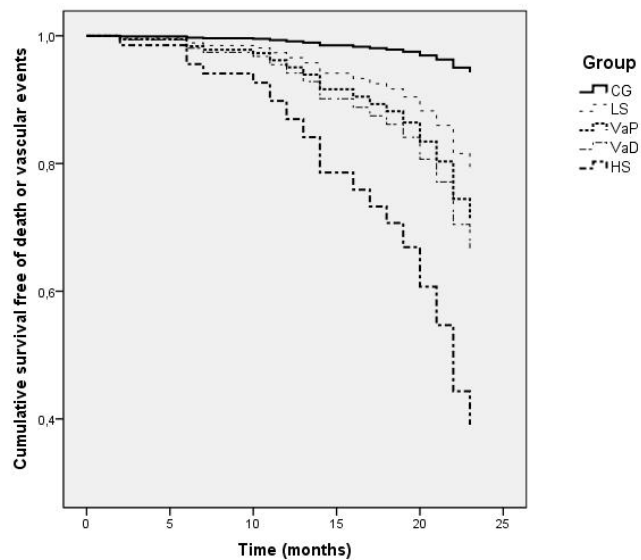 Cumulative survival free of death or vascular events
1,0
0,8
0,6
0,4
0
5
10
15
20
25
Time (months)
Group
CG
LS
VaP
VaD
HS